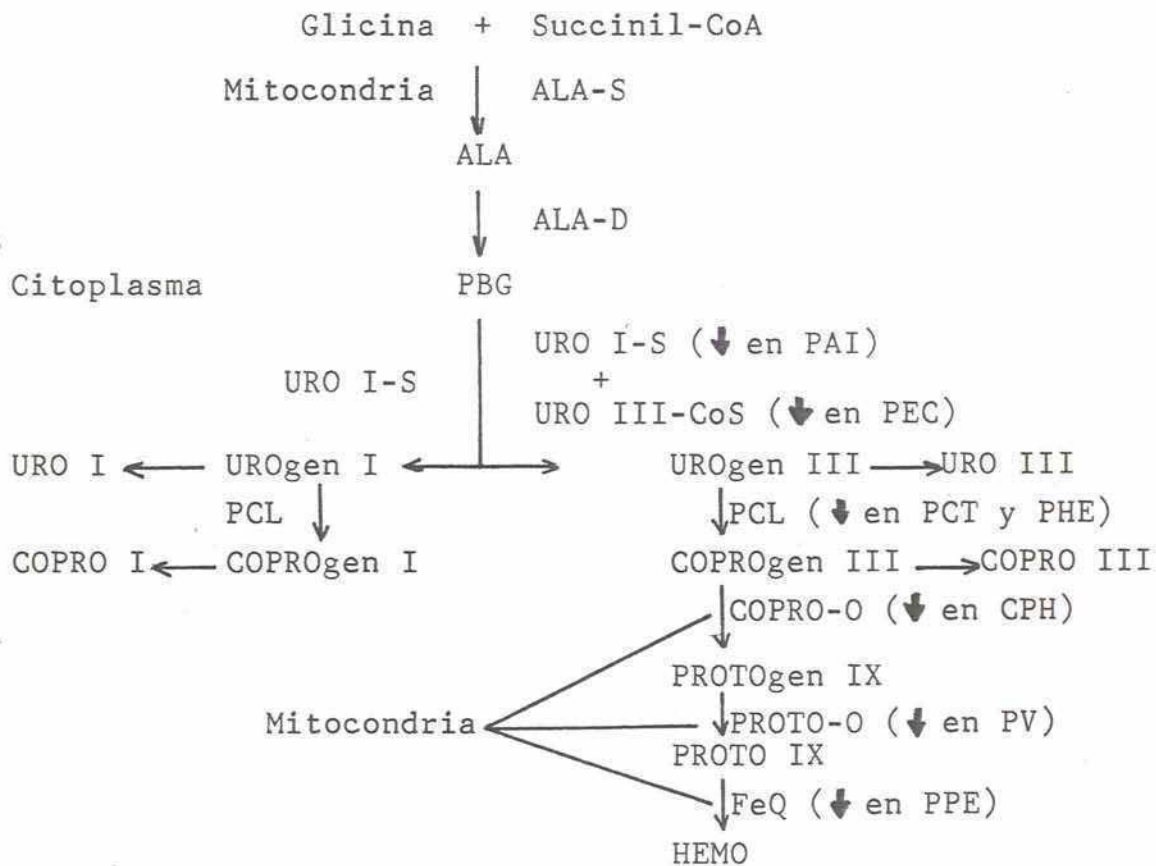 Glicina + Succinil-CoA
Mitocondria ALA-S
ALA
ALA-D
Citoplasma PBG
URO I-S (↓ en PAI)
URO I-S +
URO III-CoS (↓ en PEC)
URO I ← UROgen I ← → UROgen III → URO III
PCL ↓ ↓ PCL (↓ en PCT y PHE)
COPRO I ← COPROgen I COPROgen III → COPRO III
COPRO-O (↓ en CPH)
PROTOgen IX
Mitocondria PROTO-O (↓ en PV)
PROTO IX
FeQ (↓ en PPE)
HEMO